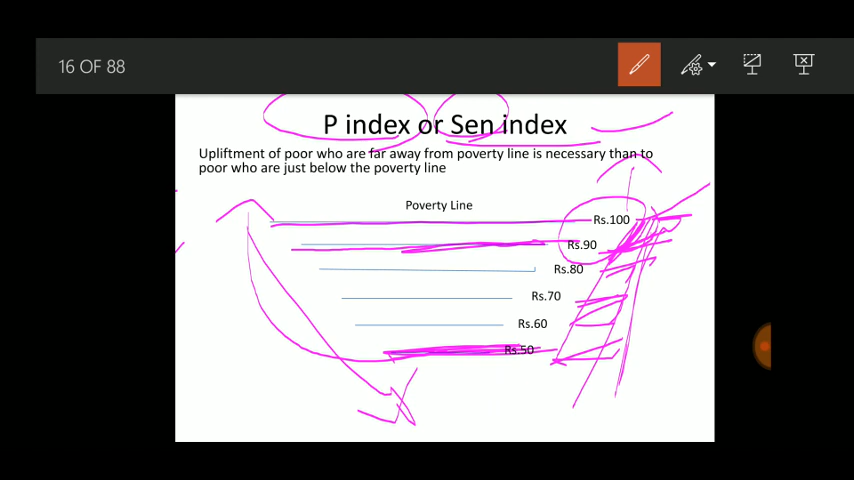 16 OF 88
P index or Sen index
Upliftment of poor who are far away from poverty line is necessary than to
poor who are just below the poverty line
Poverty Line
Rs.100
Rs.90
Rs.80
Rs.70
Rs.60
Rs.50